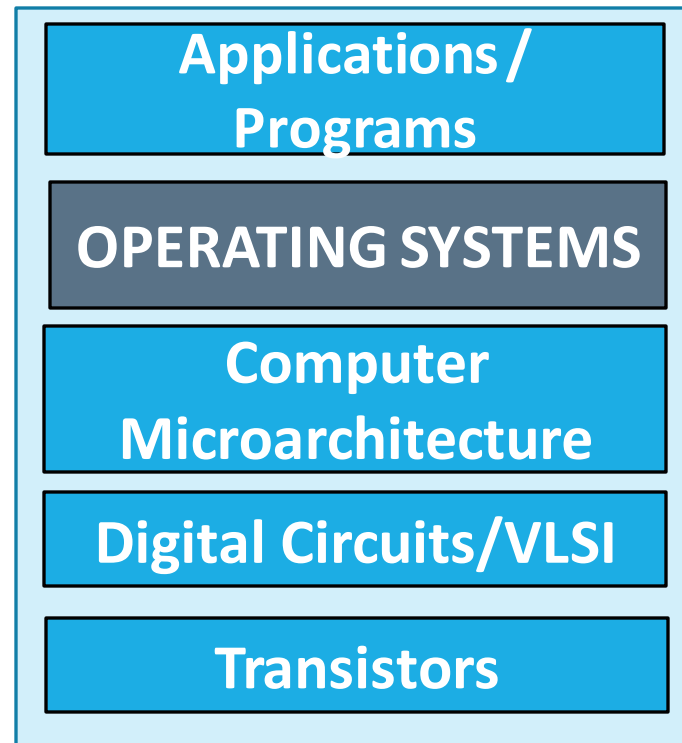 Applications/
Programs
OPERATING SYSTEMS
Computer
Microarchitecture
Digital Circuits/VLSI
Transistors